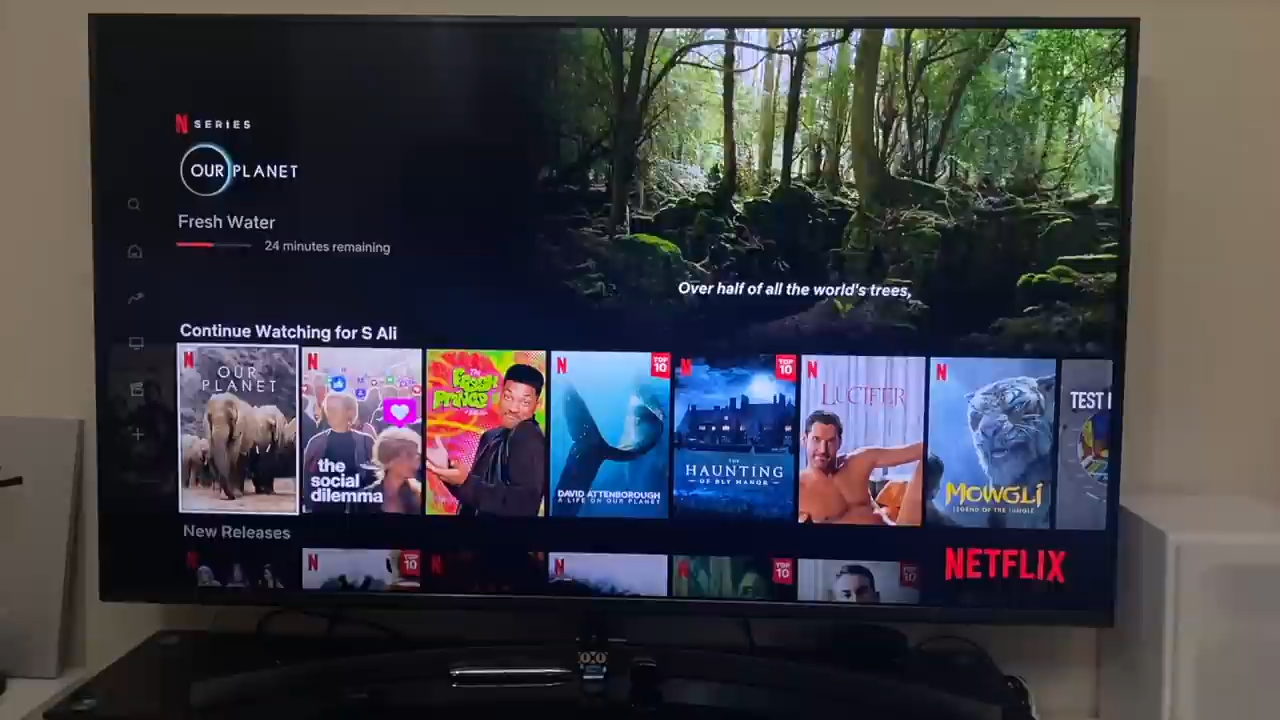 N SERIES
OUR PLANET
Fresh Water
24 minutes remaining
Over half of all the world's trees,
Continue Watching for S Ali
N
OUR
PLANET
N
the
social
dilemma
The
Fresh
Prince
N
TOP
10
DAVID ATTENBOROUGH
A LIFE ON OUR PLANET
N
TOP
10
THE
HAUNTING
OF BLY MANOR
N
LUCIFER
N
MOWGLI
LEGEND OF THE JUNGLE
TEST
New Releases
N
N
TOP
10
N
N
N
TOP
10
N
TOP
10
NETFLIX